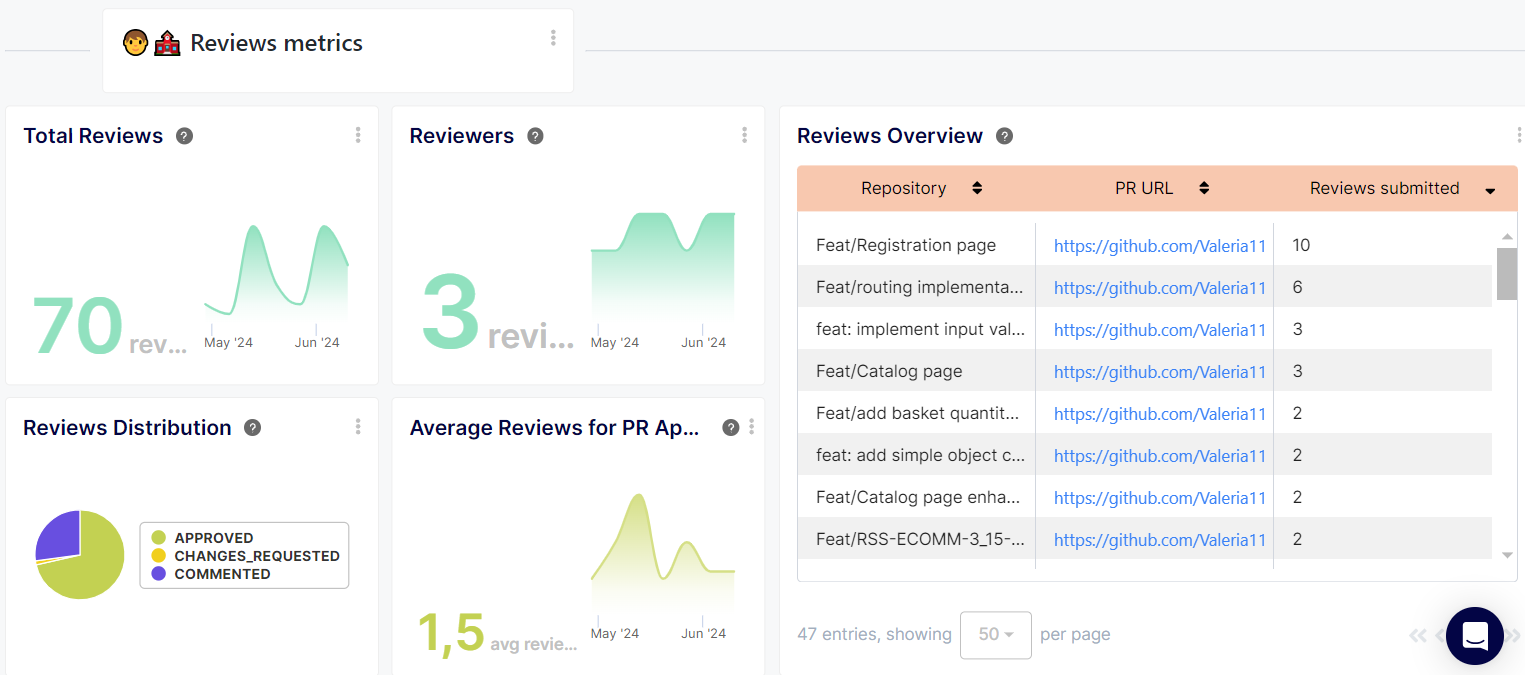 Reviews metrics
Total Reviews
70 rev...
May '24 Jun '24
Reviewers
3 revi...
May '24 Jun '24
Reviews Distribution
APPROVED
CHANGES_REQUESTED
COMMENTED
Average Reviews for PR Ap...
1,5 avg revie...
May '24 Jun '24
Reviews Overview
Repository PR URL Reviews submitted
Feat/Registration page https://github.com/Valeria11 10
Feat/routing implementa... https://github.com/Valeria11 6
feat: implement input val... https://github.com/Valeria11 3
Feat/Catalog page https://github.com/Valeria11 3
Feat/add basket quantit... https://github.com/Valeria11 2
feat: add simple object c... https://github.com/Valeria11 2
Feat/Catalog page enha... https://github.com/Valeria11 2
Feat/RSS-ECOMM-3_15-... https://github.com/Valeria11 2
47 entries, showing 50 per page